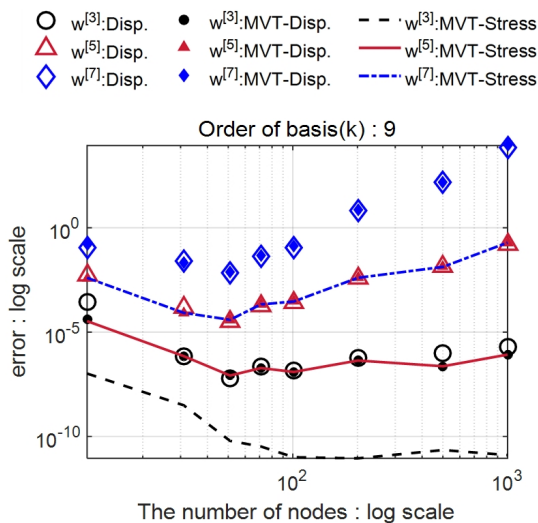 w[3]:Disp. w[3]:MVT-Disp. w[3]:MVT-Stress
w[5]:Disp. w[5]:MVT-Disp. w[5]:MVT-Stress
w[7]:Disp. w[7]:MVT-Disp. w[7]:MVT-Stress
Order of basis(k) : 9
error : log scale
10^0
10^-5
10^-10
10^2 10^3
The number of nodes : log scale